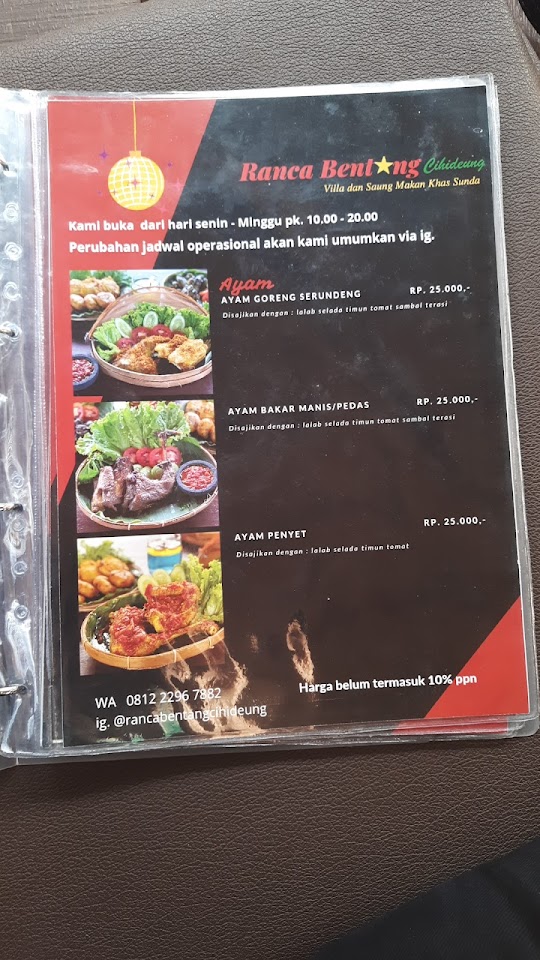 Ranca Bentang Cihideung
Villa dan Saung Makan Khas Sunda
Kami buka dari hari senin - Minggu pk. 10.00 - 20.00
Perubahan jadwal operasional akan kami umumkan via ig.
Ayam
AYAM GORENG SERUNDENG RP. 25.000,-
Disajikan dengan : lalab selada timun tomat sambal terasi
AYAM BAKAR MANIS/PEDAS RP. 25.000,-
Disajikan dengan : lalab selada timun tomat sambal terasi
AYAM PENYET RP. 25.000,-
Disajikan dengan : lalab selada timun tomat
Harga belum termasuk 10% ppn
WA 0812 2296 7882
ig. @rancabentangcihideung